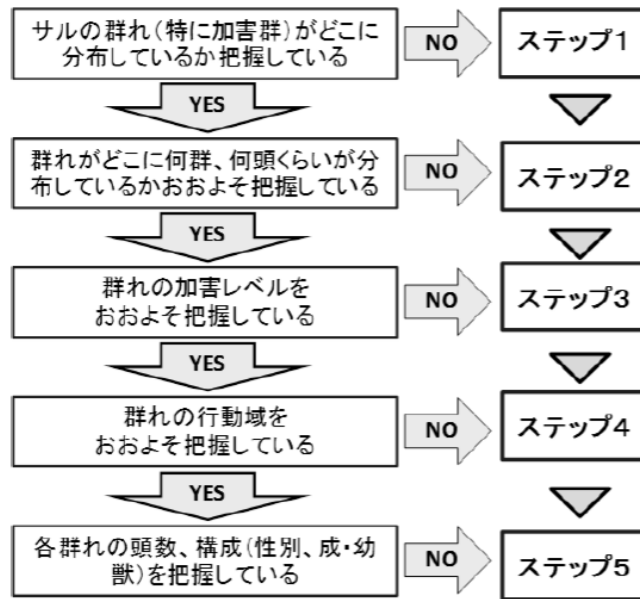 サルの群れ(特に加害群)がどこに
分布しているか把握している
NO
ステップ1
YES
群れがどこに何群、何頭くらいが分
布しているかおおよそ把握している
NO
ステップ2
YES
群れの加害レベルを
おおよそ把握している
NO
ステップ3
YES
群れの行動域を
おおよそ把握している
NO
ステップ4
YES
各群れの頭数、構成(性別、成・幼
獣)を把握している
NO
ステップ5